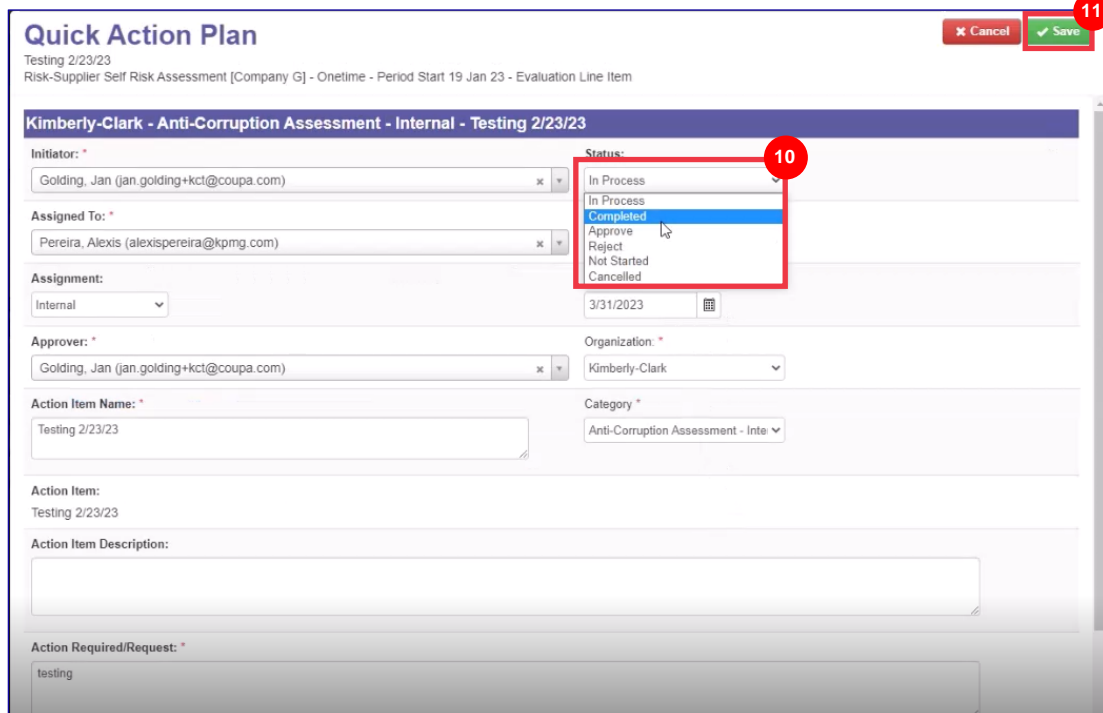 11
Quick Action Plan
✖ Cancel
✔ Save
Testing 2/23/23
Risk-Supplier Self Risk Assessment [Company G] - Onetime - Period Start 19 Jan 23 - Evaluation Line Item
Kimberly-Clark - Anti-Corruption Assessment - Internal - Testing 2/23/23
Initiator: *
Status:
10
Golding, Jan (jan.golding+kct@coupa.com)
In Process
In Process
Completed
Approve
Reject
Not Started
Cancelled
Assigned To: *
Pereira, Alexis (alexispereira@kpmg.com)
Assignment:
Internal
3/31/2023
Approver: *
Organization: *
Golding, Jan (jan.golding+kct@coupa.com)
Kimberly-Clark
Action Item Name: *
Category *
Testing 2/23/23
Anti-Corruption Assessment - Inte
Action Item:
Testing 2/23/23
Action Item Description:
Action Required/Request: *
testing